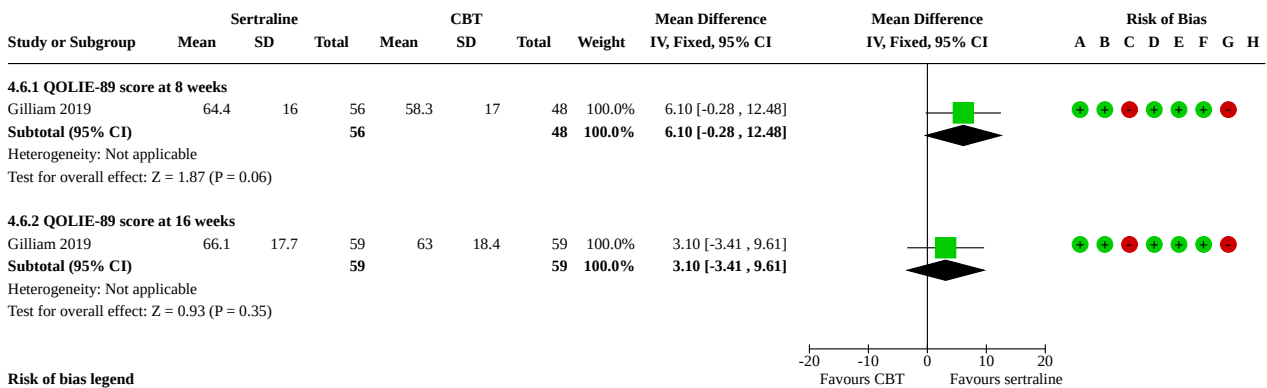 Sertraline CBT Mean Difference Mean Difference Risk of Bias
Study or Subgroup Mean SD Total Mean SD Total Weight IV, Fixed, 95% CI IV, Fixed, 95% CI A B C D E F G H
4.6.1 QOLIE-89 score at 8 weeks
Gilliam 2019 64.4 16 56 58.3 17 48 100.0% 6.10 [-0.28 , 12.48] + + - + + + -
Subtotal (95% CI) 56 48 100.0% 6.10 [-0.28 , 12.48]
Heterogeneity: Not applicable
Test for overall effect: Z = 1.87 (P = 0.06)
4.6.2 QOLIE-89 score at 16 weeks
Gilliam 2019 66.1 17.7 59 63 18.4 59 100.0% 3.10 [-3.41 , 9.61] + + - + + + -
Subtotal (95% CI) 59 59 100.0% 3.10 [-3.41 , 9.61]
Heterogeneity: Not applicable
Test for overall effect: Z = 0.93 (P = 0.35)
-20 -10 0 10 20
Risk of bias legend Favours CBT Favours sertraline